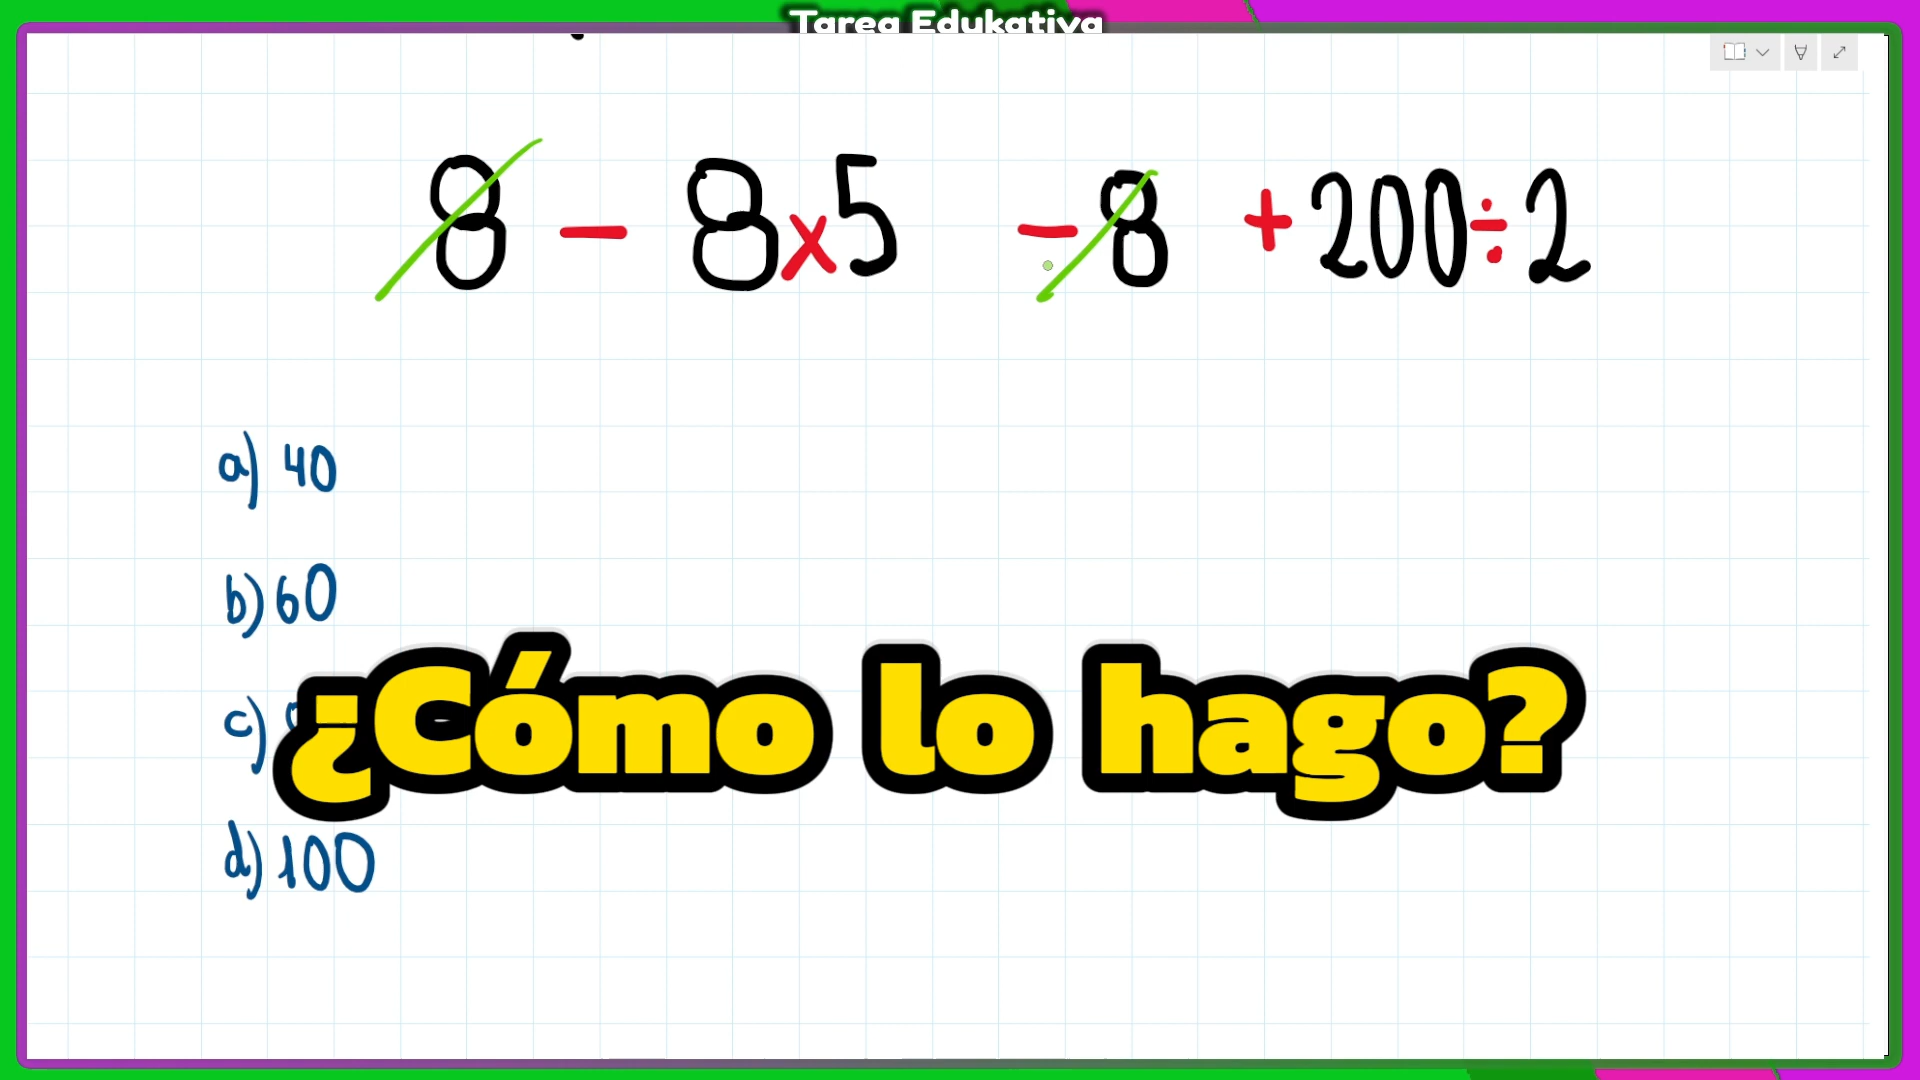 Tarea Edukativa
8 - 8x5 - 8 + 200÷2
a) 40
b) 60
c)
¿Cómo lo hago?
d) 100